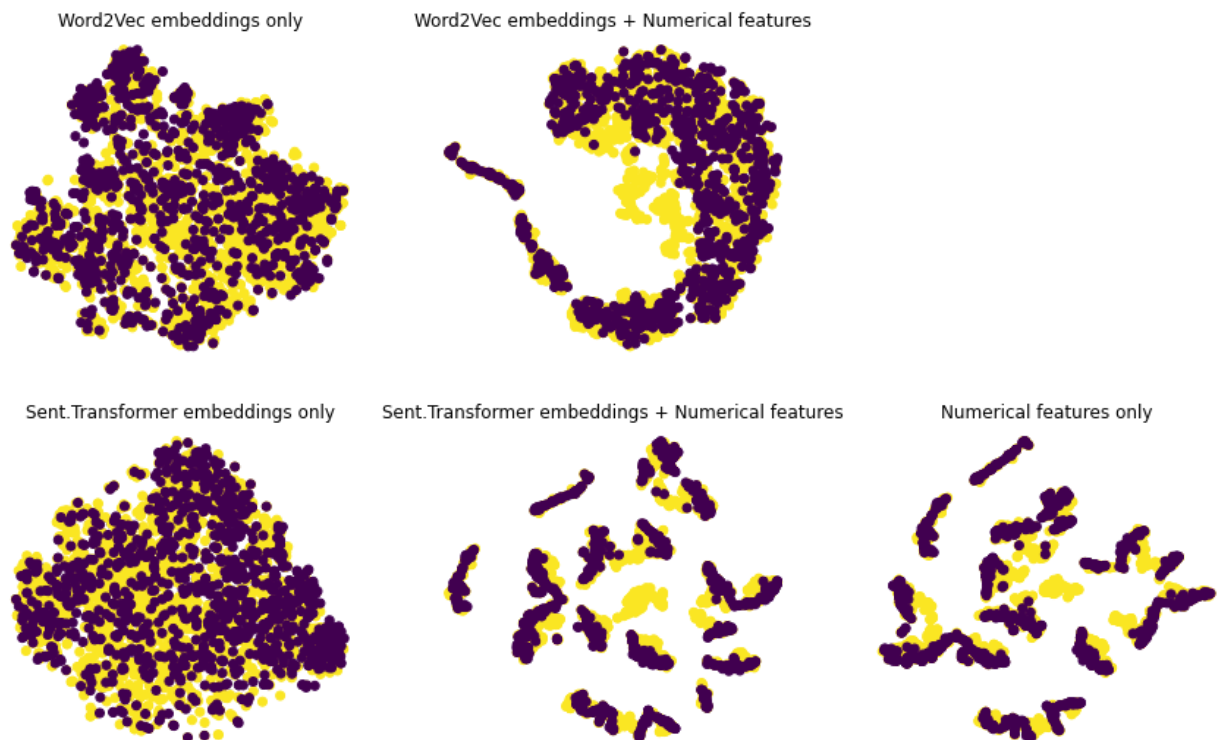 Word2Vec embeddings only
Word2Vec embeddings + Numerical features
Sent.Transformer embeddings only
Sent.Transformer embeddings + Numerical features
Numerical features only